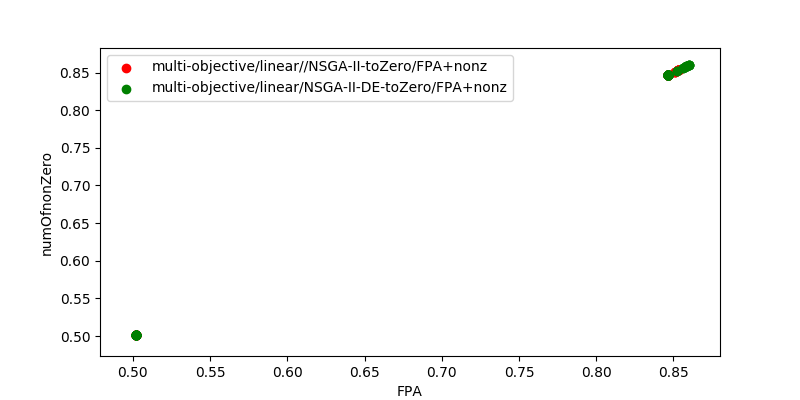 multi-objective/linear//NSGA-II-toZero/FPA+nonz
multi-objective/linear/NSGA-II-DE-toZero/FPA+nonz
numOfnonZero
0.85
0.80
0.75
0.70
0.65
0.60
0.55
0.50
0.50 0.55 0.60 0.65 0.70 0.75 0.80 0.85
FPA